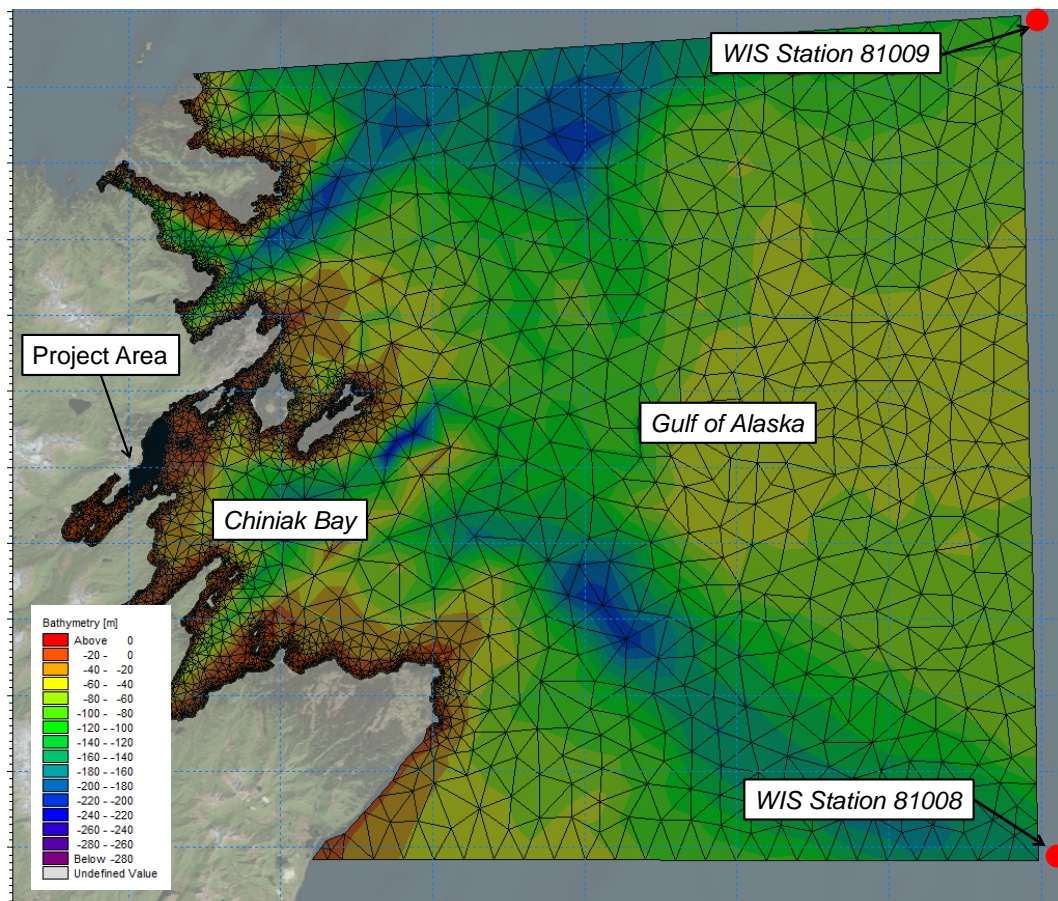 WIS Station 81009
Project Area
Gulf of Alaska
Chiniak Bay
WIS Station 81008
Bathymetry [m]
Above 0
-20 - 0
-40 - -20
-60 - -40
-80 - -60
-100 - -80
-120 - -100
-140 - -120
-160 - -140
-180 - -160
-200 - -180
-220 - -200
-240 - -220
-260 - -240
-280 - -260
Below -280
Undefined Value